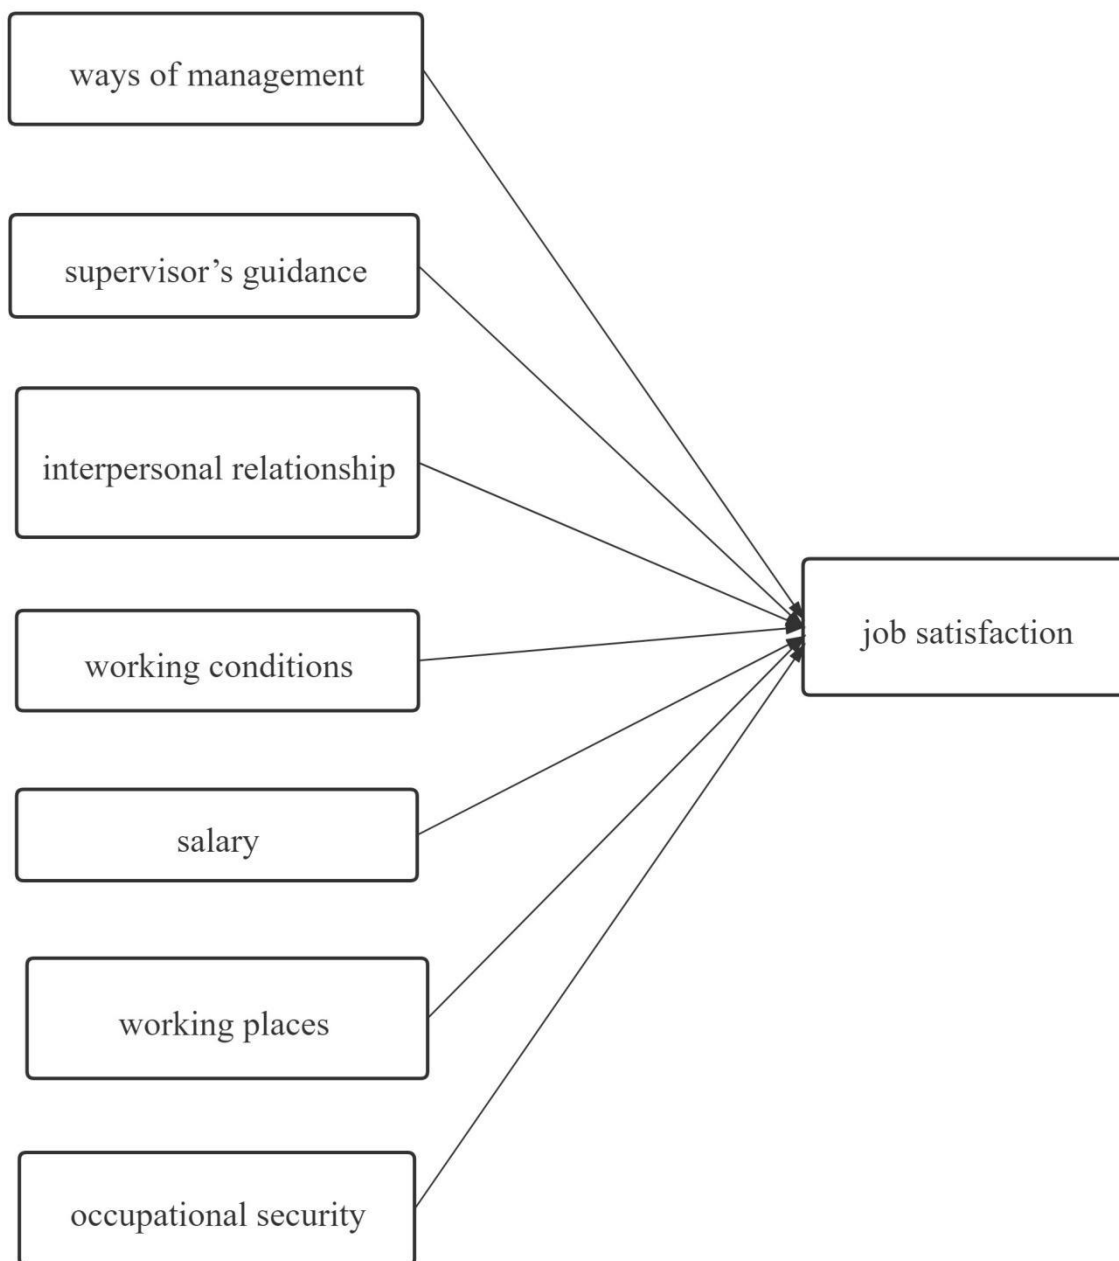 ways of management
supervisor’s guidance
interpersonal relationship
working conditions
job satisfaction
salary
working places
occupational security